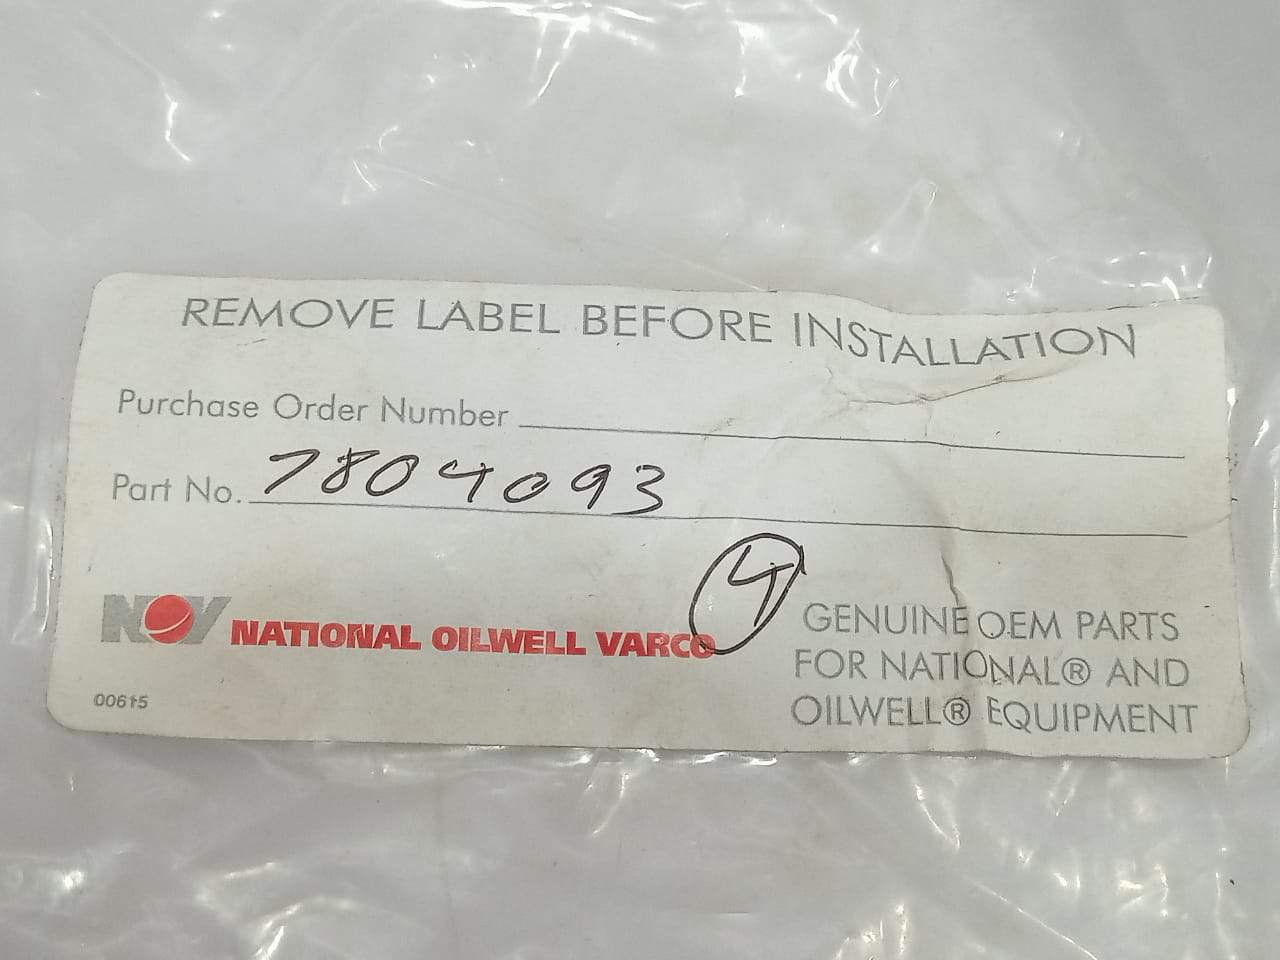 REMOVE LABEL BEFORE INSTALLATION
Purchase Order Number
Part No. 7804093
4
NOV NATIONAL OILWELL VARCO
GENUINE OEM PARTS
FOR NATIONAL® AND
OILWELL® EQUIPMENT
00615